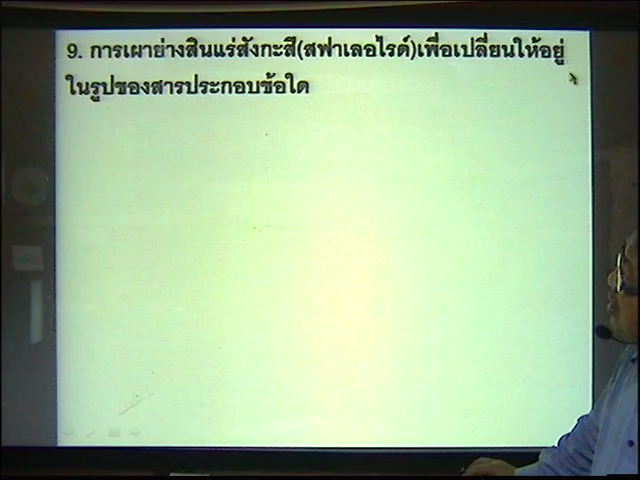 9. การเผาย่างสินแร่สังกะสี(สฟาเลอไรต์)เพื่อเปลี่ยนให้อยู่
ในรูปของสารประกอบข้อใด